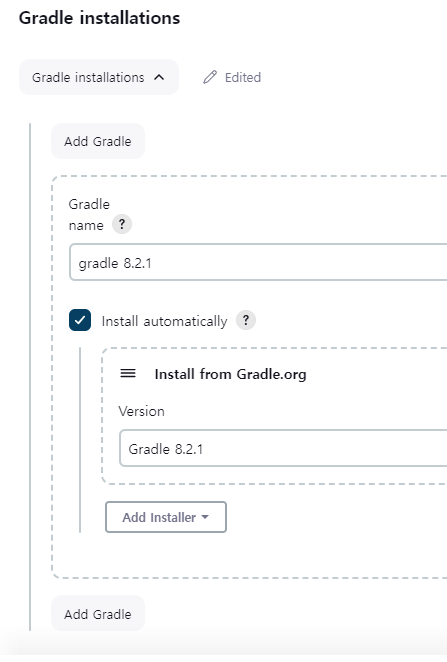 Gradle installations
Gradle installations
Edited
Add Gradle
Gradle
name ?
gradle 8.2.1
Install automatically ?
Install from Gradle.org
Version
Gradle 8.2.1
Add Installer
Add Gradle